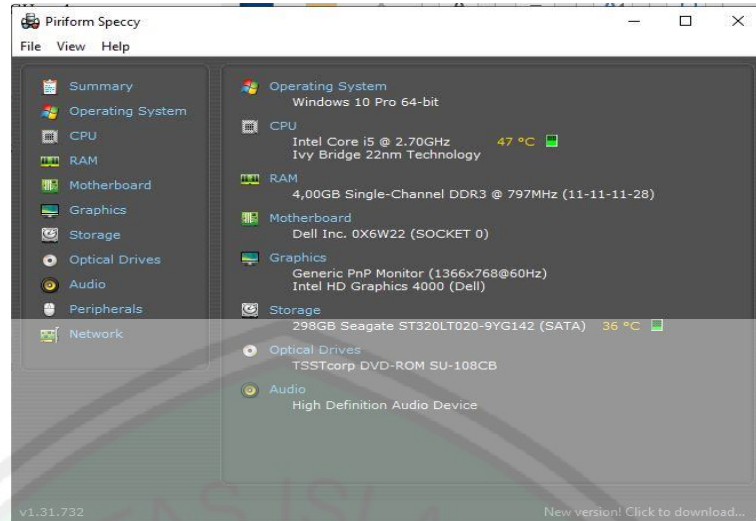 Piriform Speccy
File View Help
Summary
Operating System
CPU
RAM
Motherboard
Graphics
Storage
Optical Drives
Audio
Peripherals
Network
Operating System
Windows 10 Pro 64-bit
CPU
Intel Core i5 @ 2.70GHz 47 °C
Ivy Bridge 22nm Technology
RAM
4,00GB Single-Channel DDR3 @ 797MHz (11-11-11-28)
Motherboard
Dell Inc. 0X6W22 (SOCKET 0)
Graphics
Generic PnP Monitor (1366x768@60Hz)
Intel HD Graphics 4000 (Dell)
Storage
298GB Seagate ST320LT020-9YG142 (SATA) 36 °C
Optical Drives
TSSTcorp DVD-ROM SU-108CB
Audio
High Definition Audio Device
v1.31.732
New version! Click to download...